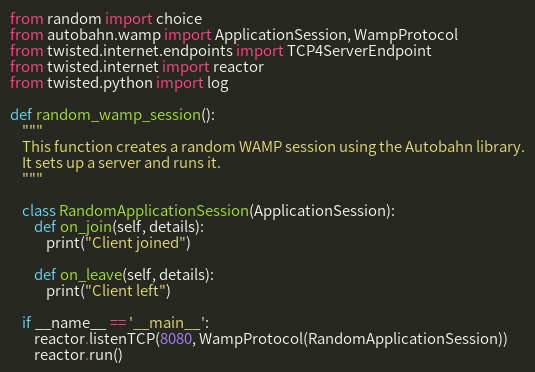 from random import choice
from autobahn.wamp import ApplicationSession, WampProtocol
from twisted.internet.endpoints import TCP4ServerEndpoint
from twisted.internet import reactor
from twisted.python import log

def random_wamp_session():
    """
    This function creates a random WAMP session using the Autobahn library.
    It sets up a server and runs it.
    """

    class RandomApplicationSession(ApplicationSession):
        def on_join(self, details):
            print("Client joined")

        def on_leave(self, details):
            print("Client left")

    if __name__ == '__main__':
        reactor.listenTCP(8080, WampProtocol(RandomApplicationSession))
        reactor.run()